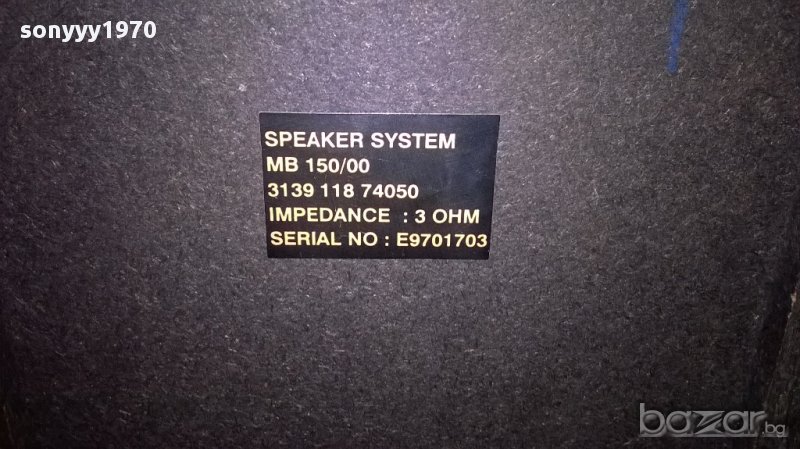 sonyyy1970
SPEAKER SYSTEM
MB 150/00
3139 118 74050
IMPEDANCE : 3 OHM
SERIAL NO : E9701703
bazar.bg